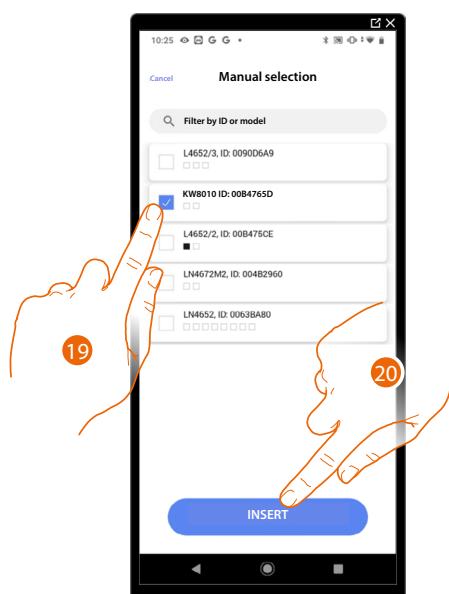 10:25 G G
Cancel
Manual selection
Filter by ID or model
L4652/3, ID: 0090D6A9
KW8010 ID: 00B4765D
L4652/2, ID: 00B475CE
LN4672M2, ID: 004B2960
LN4652, ID: 0063BA80
19
20
INSERT